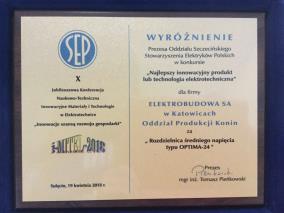 SEP
X
Jubileuszowa Konferencja
Naukowo-Techniczna
Innowacyjne Materiały i Technologie
w Elektrotechnice
„Innowacje szansą rozwoju gospodarki”
i-MITEL 2018
Sulęcin, 19 kwietnia 2018 r
WYRÓŻNIENIE
Prezesa Oddziału Szczecińskiego
Stowarzyszenia Elektryków Polskich
w konkursie
„Najlepszy innowacyjny produkt
lub technologia elektrotechniczna”
dla firmy
ELEKTROBUDOWA SA
w Katowicach
Oddział Produkcji Konin
za
„Rozdzielnica średniego napięcia
typu OPTIMA-24 ”
Prezes
mgr inż. Tomasz Pieńkowski